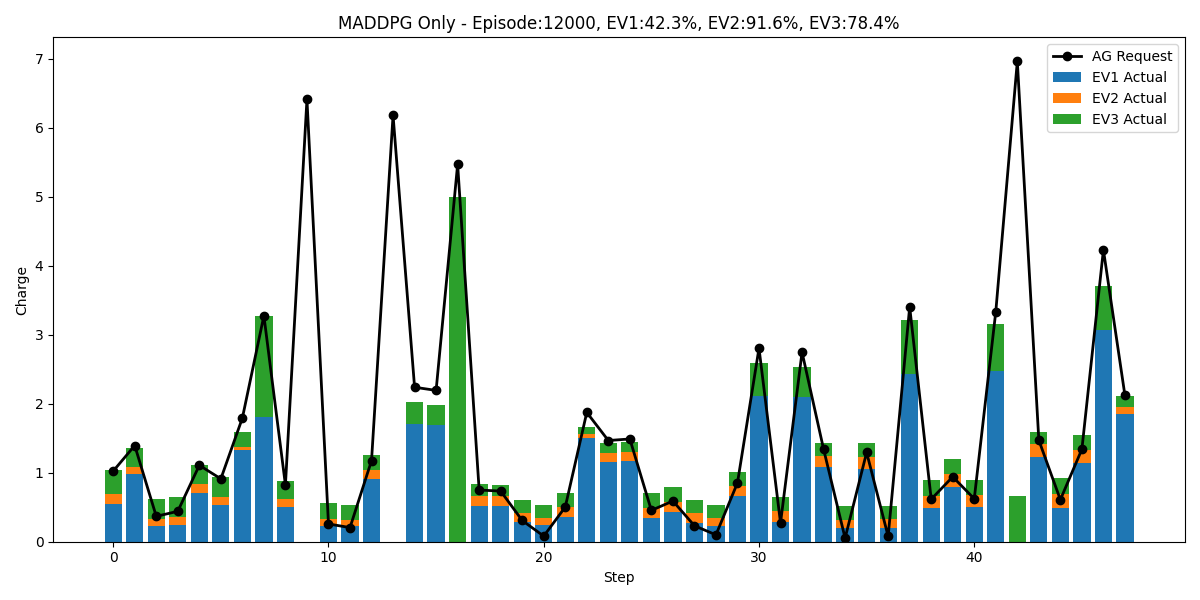 MADDPG Only - Episode:12000, EV1:42.3%, EV2:91.6%, EV3:78.4%
AG Request
EV1 Actual
EV2 Actual
EV3 Actual
Charge
7
6
5
4
3
2
1
0
0 10 20 30 40
Step